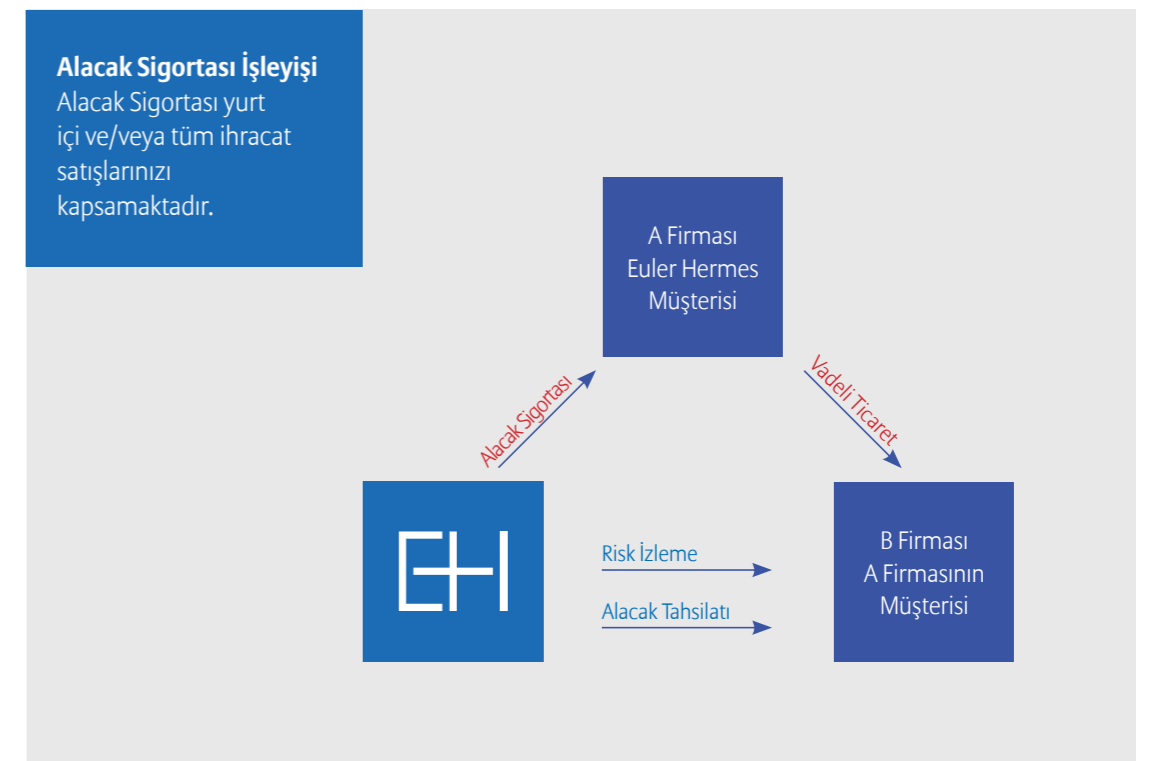 Alacak Sigortası İşleyişi
Alacak Sigortası yurt
içi ve/veya tüm ihracat
satışlarınızı
kapsamaktadır.
A Firması
Euler Hermes
Müşterisi
Alacak Sigortası
Vadeli Ticaret
EH
Risk İzleme
Alacak Tahsilatı
B Firması
A Firmasının
Müşterisi